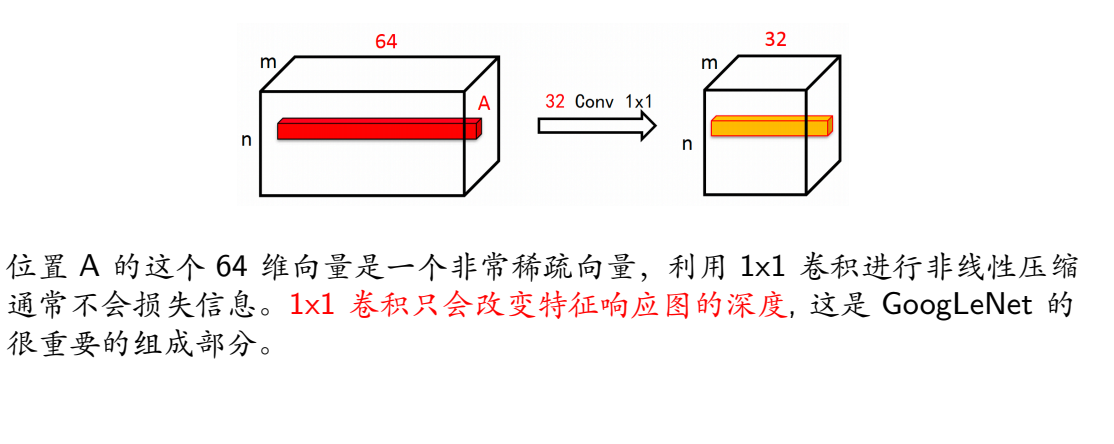 64
m
A
n
32 Conv 1x1
32
m
n
位置 A 的这个 64 维向量是一个非常稀疏向量，利用 1x1 卷积进行非线性压缩
通常不会损失信息。1x1 卷积只会改变特征响应图的深度, 这是 GoogLeNet 的
很重要的组成部分。